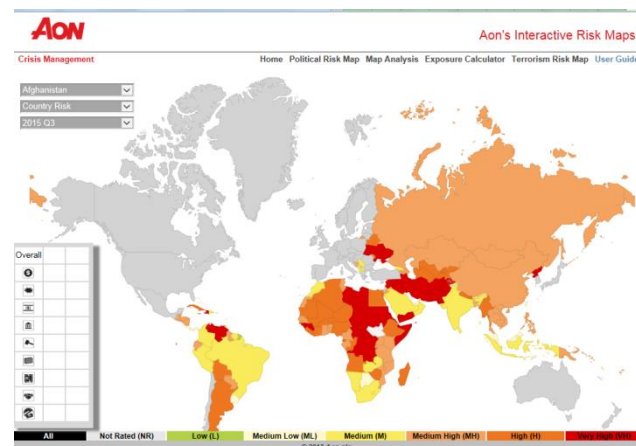 AON
Aon's Interactive Risk Maps
Crisis Management
Home Political Risk Map Map Analysis Exposure Calculator Terrorism Risk Map User Guide
Afghanistan
Country Risk
2015 Q3
Overall
All Not Rated (NR) Low (L) Medium Low (ML) Medium (M) Medium High (MH) High (H) Very High (VH)